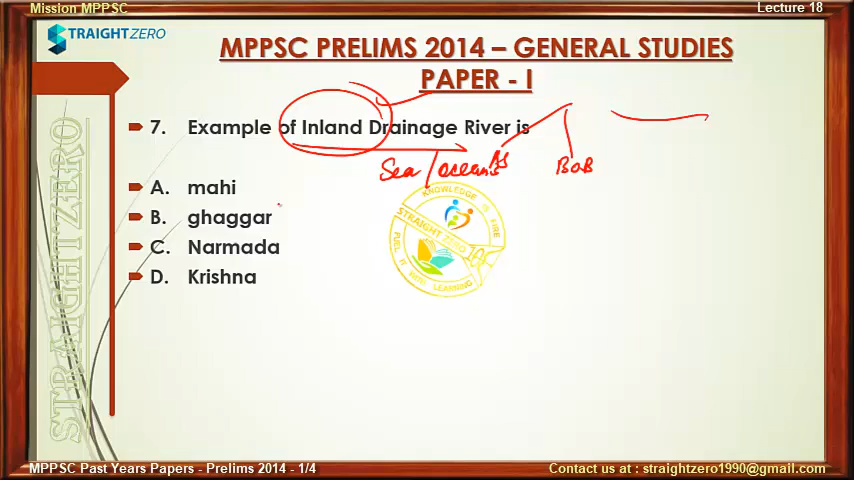 Mission MPPSC
Lecture 18
STRAIGHTZERO
MPPSC PRELIMS 2014 – GENERAL STUDIES
PAPER - I
7. Example of Inland Drainage River is
Sea/oceans AS BOB
A. mahi
B. ghaggar
C. Narmada
D. Krishna
KNOWLEDGE IS FIRE
STRAIGHT ZERO
FUEL IT WITH LEARNING
STRAIGHTZERO
MPPSC Past Years Papers - Prelims 2014 - 1/4
Contact us at : straightzero1990@gmail.com